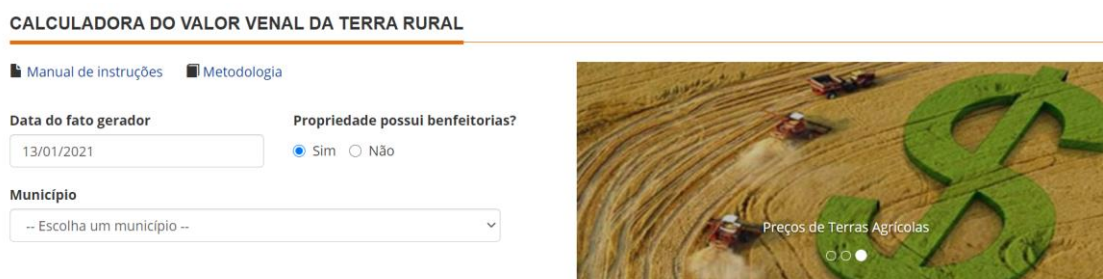 CALCULADORA DO VALOR VENAL DA TERRA RURAL
Manual de instruções Metodologia
Data do fato gerador Propriedade possui benfeitorias?
13/01/2021 Sim Não
Município
-- Escolha um município --
Preços de Terras Agrícolas